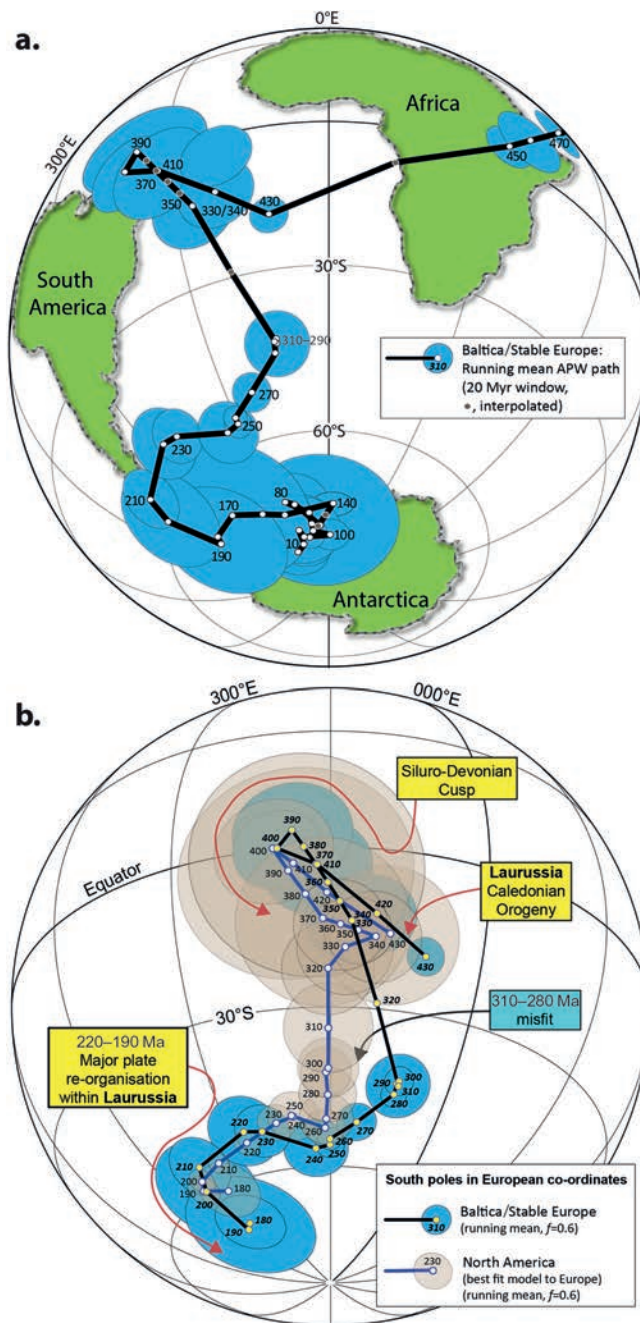 a.
0°E
300°E
Africa
390
410
370
350
330/340
430
450
470
South
America
30°S
310–290
Baltica/Stable Europe:
Running mean APW path
(20 Myr window,
*, interpolated)
310
270
250
60°S
230
210
170
80
140
190
10
100
Antarctica
b.
300°E
000°E
Siluro-Devonian
Cusp
390
400
380
400
370
410
410
390
360
Equator
380
420
350
420
Laurussia
Caledonian
Orogeny
370
340
360
330
350
340
430
330
430
320
320
310–280 Ma
misfit
30°S
310
220–190 Ma
Major plate
re-organisation
within Laurussia
300
290
280
290
300
310
280
250
270
270
230
240
260
220
230
260
250
220
240
210
210
200
190
180
200
180
190
South poles in European co-ordinates
Baltica/Stable Europe
(running mean, f=0.6)
310
230
North America
(best fit model to Europe)
(running mean, f=0.6)